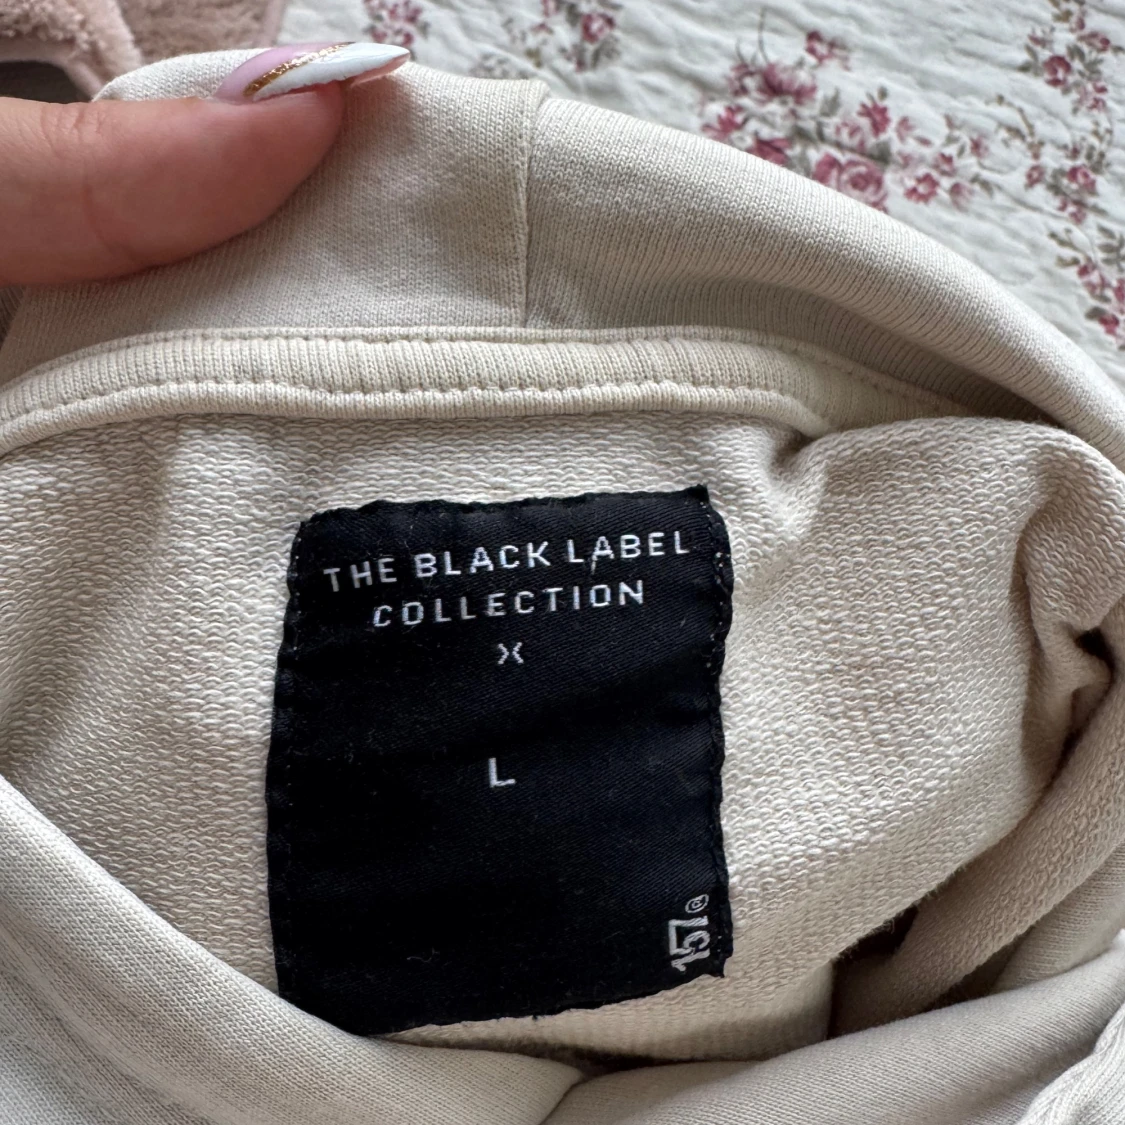 THE BLACK LABEL
COLLECTION
L
157